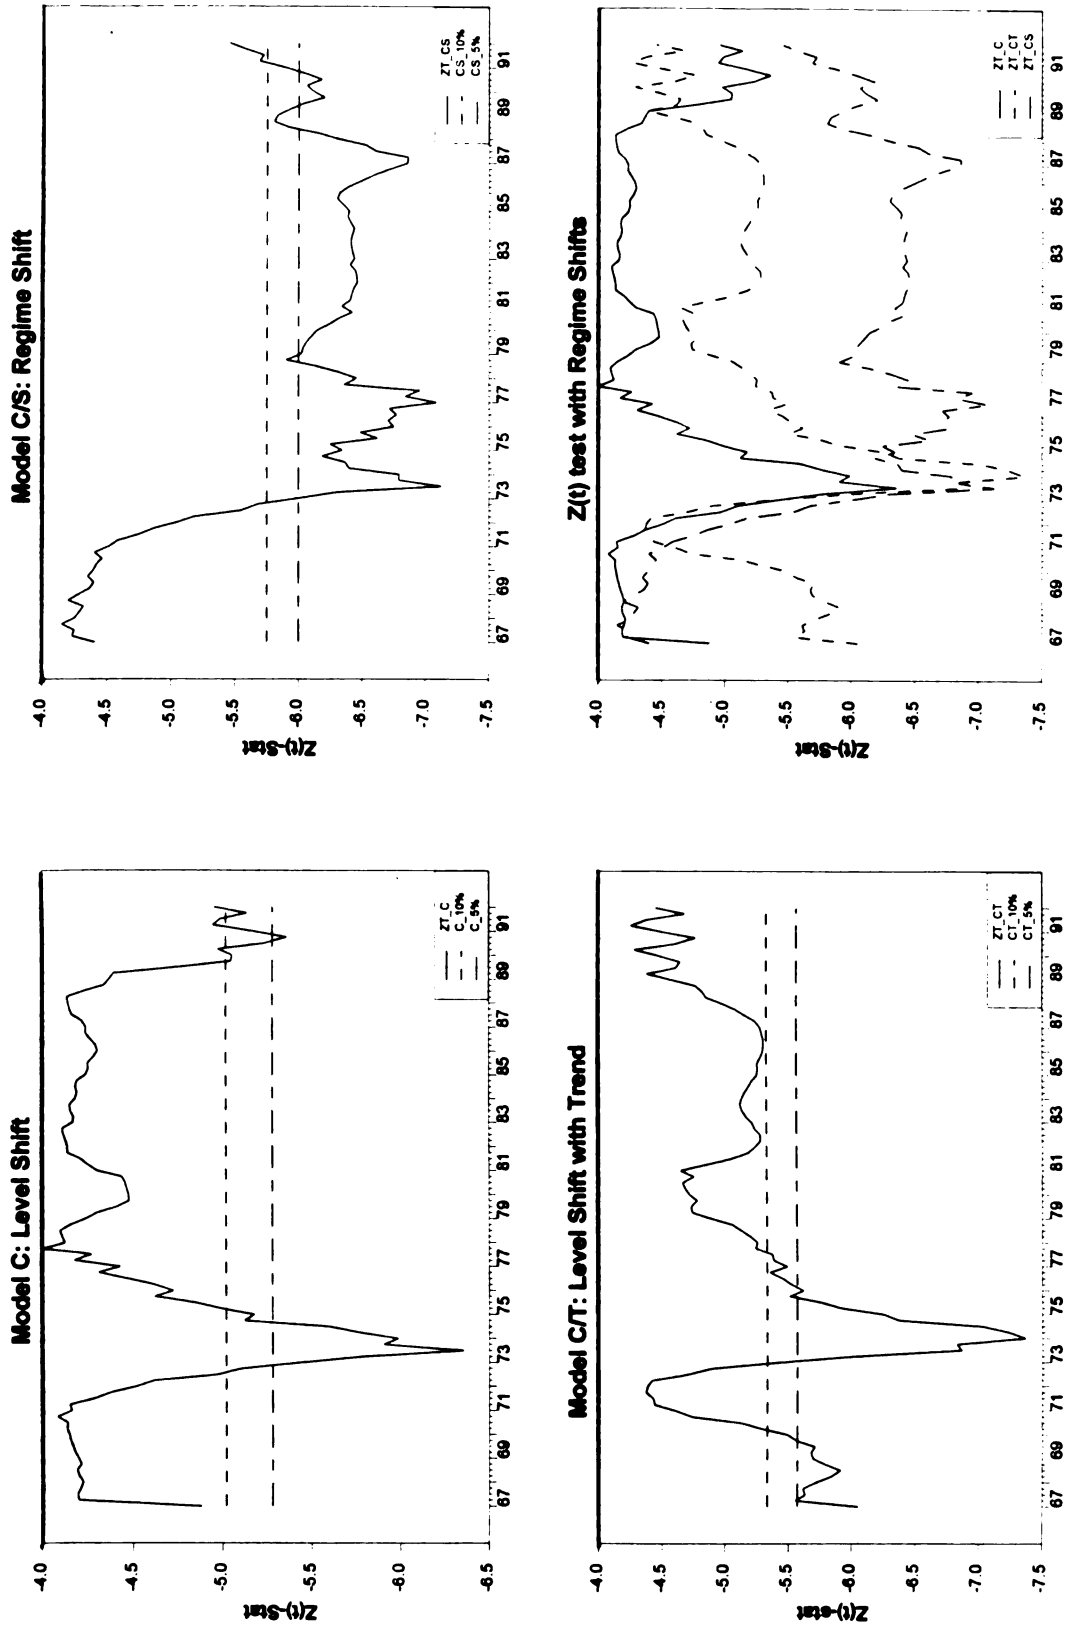 Model C: Level Shift
-4.0
-4.5
-5.0
-5.5
-6.0
-6.5
Z(t)-Stat
67 69 71 73 75 77 79 81 83 85 87 89 91
ZT_C
C_10%
C_5%
Model C/S: Regime Shift
-4.0
-4.5
-5.0
-5.5
-6.0
-6.5
-7.0
-7.5
Z(t)-Stat
67 69 71 73 75 77 79 81 83 85 87 89 91
ZT_CS
CS_10%
CS_5%
Model C/T: Level Shift with Trend
-4.0
-4.5
-5.0
-5.5
-6.0
-6.5
-7.0
-7.5
Z(t)-stat
67 69 71 73 75 77 79 81 83 85 87 89 91
ZT_CT
CT_10%
CT_5%
Z(t) test with Regime Shifts
-4.0
-4.5
-5.0
-5.5
-6.0
-6.5
-7.0
-7.5
Z(t)-Stat
67 69 71 73 75 77 79 81 83 85 87 89 91
ZT_C
ZT_CT
ZT_CS